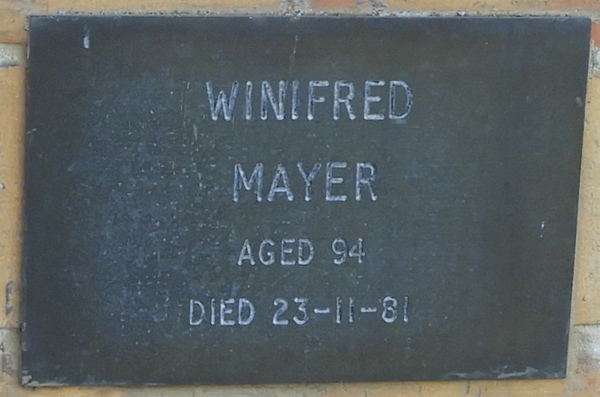 WINIFRED
MAYER
AGED 94
DIED 23-11-81